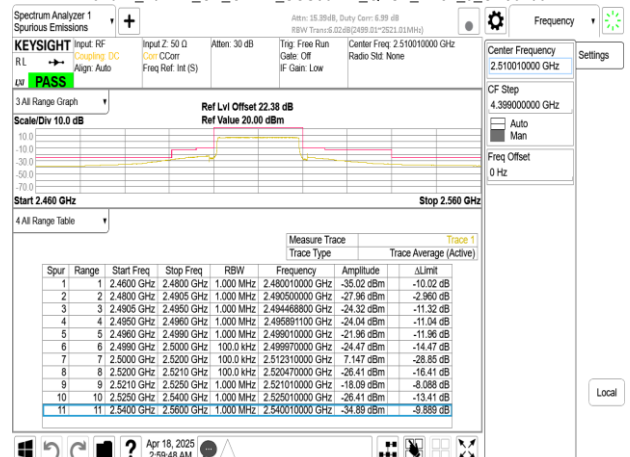 Spectrum Analyzer 1
Spurious Emissions
Attn: 15.39dB, Duty Corr: 6.99 dB
RBW Trans:6.02dB(2499.01~2521.01MHz)
Frequency
KEYSIGHT
Input: RF
Input Z: 50 Ω
Atten: 30 dB
Trig: Free Run
Center Freq: 2.510010000 GHz
RL
Coupling: DC
Corr CCorr
Gate: Off
Radio Std: None
Align: Auto
Freq Ref: Int (S)
IF Gain: Low
LXI
PASS
Center Frequency
2.510010000 GHz
Settings
CF Step
4.399000000 GHz
Auto
Man
Freq Offset
0 Hz
3 All Range Graph
Ref Lvl Offset 22.38 dB
Scale/Div 10.0 dB
Ref Value 20.00 dBm
10.0
-10.0
-30.0
-50.0
-70.0
Start 2.460 GHz
Stop 2.560 GHz
4 All Range Table
Measure Trace Trace 1
Trace Type Trace Average (Active)
Spur Range Start Freq Stop Freq RBW Frequency Amplitude ΔLimit
1 1 2.4600 GHz 2.4800 GHz 1.000 MHz 2.480010000 GHz -35.02 dBm -10.02 dB
2 2 2.4800 GHz 2.4905 GHz 1.000 MHz 2.490500000 GHz -27.96 dBm -2.960 dB
3 3 2.4905 GHz 2.4950 GHz 1.000 MHz 2.494468800 GHz -24.32 dBm -11.32 dB
4 4 2.4950 GHz 2.4960 GHz 1.000 MHz 2.495891100 GHz -24.04 dBm -11.04 dB
5 5 2.4960 GHz 2.4990 GHz 1.000 MHz 2.499010000 GHz -21.96 dBm -11.96 dB
6 6 2.4990 GHz 2.5000 GHz 100.0 kHz 2.499970000 GHz -24.47 dBm -14.47 dB
7 7 2.5000 GHz 2.5200 GHz 100.0 kHz 2.512310000 GHz 7.147 dBm -28.85 dB
8 8 2.5200 GHz 2.5210 GHz 100.0 kHz 2.520470000 GHz -26.41 dBm -16.41 dB
9 9 2.5210 GHz 2.5250 GHz 1.000 MHz 2.521010000 GHz -18.09 dBm -8.088 dB
10 10 2.5250 GHz 2.5400 GHz 1.000 MHz 2.525010000 GHz -26.41 dBm -13.41 dB
11 11 2.5400 GHz 2.5600 GHz 1.000 MHz 2.540010000 GHz -34.89 dBm -9.889 dB
Local
Apr 18, 2025
2:59:48 AM